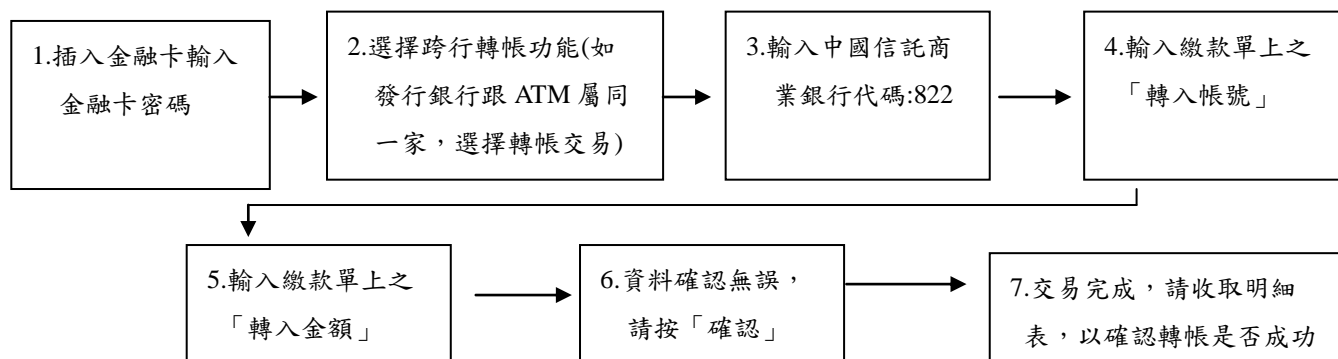 1.插入金融卡輸入
金融卡密碼
2.選擇跨行轉帳功能(如
發行銀行跟 ATM 屬同
一家，選擇轉帳交易)
3.輸入中國信託商
業銀行代碼:822
4.輸入繳款單上之
「轉入帳號」
5.輸入繳款單上之
「轉入金額」
6.資料確認無誤，
請按「確認」
7.交易完成，請收取明細
表，以確認轉帳是否成功